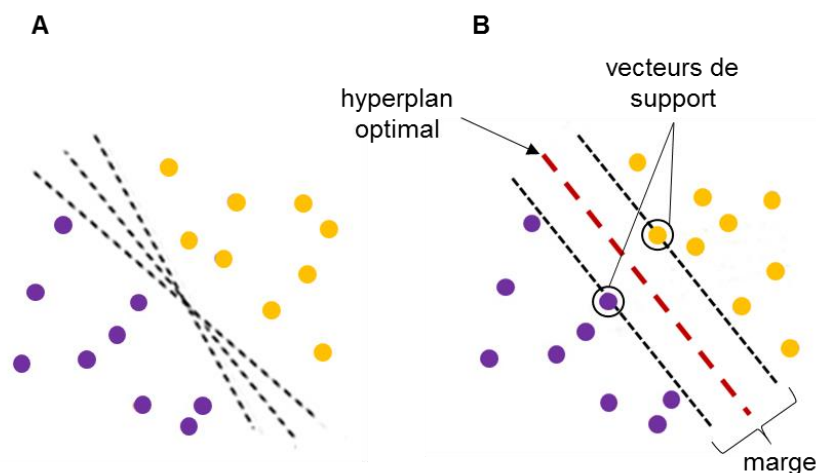 A
B
hyperplan
optimal
vecteurs de
support
marge